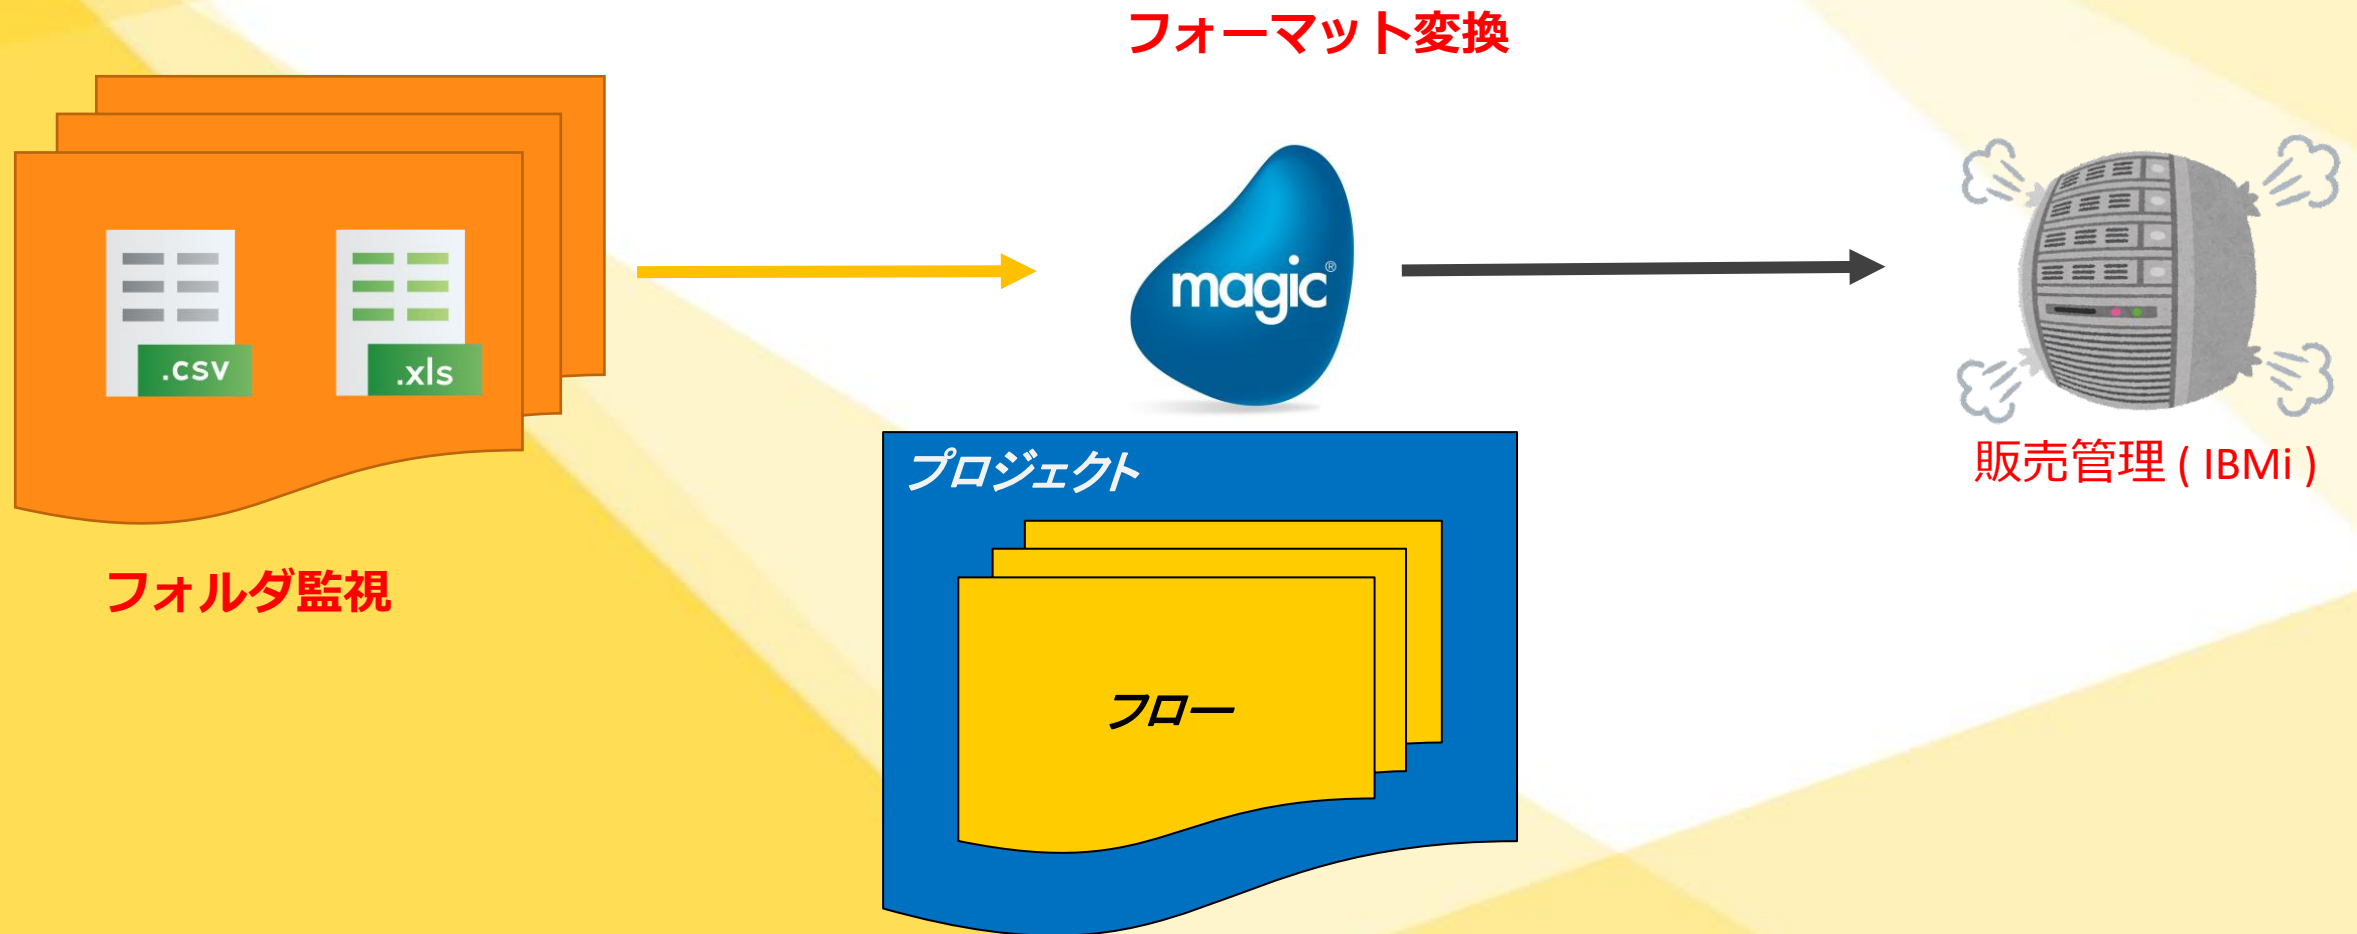 フォーマット変換
.csv
.xls
magic®
販売管理 ( IBMi )
プロジェクト
フォルダ監視
フロー